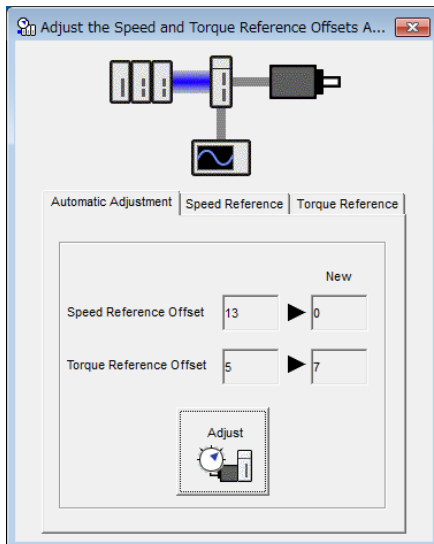 Adjust the Speed and Torque Reference Offsets A...
Automatic Adjustment Speed Reference Torque Reference
New
Speed Reference Offset 13 0
Torque Reference Offset 5 7
Adjust